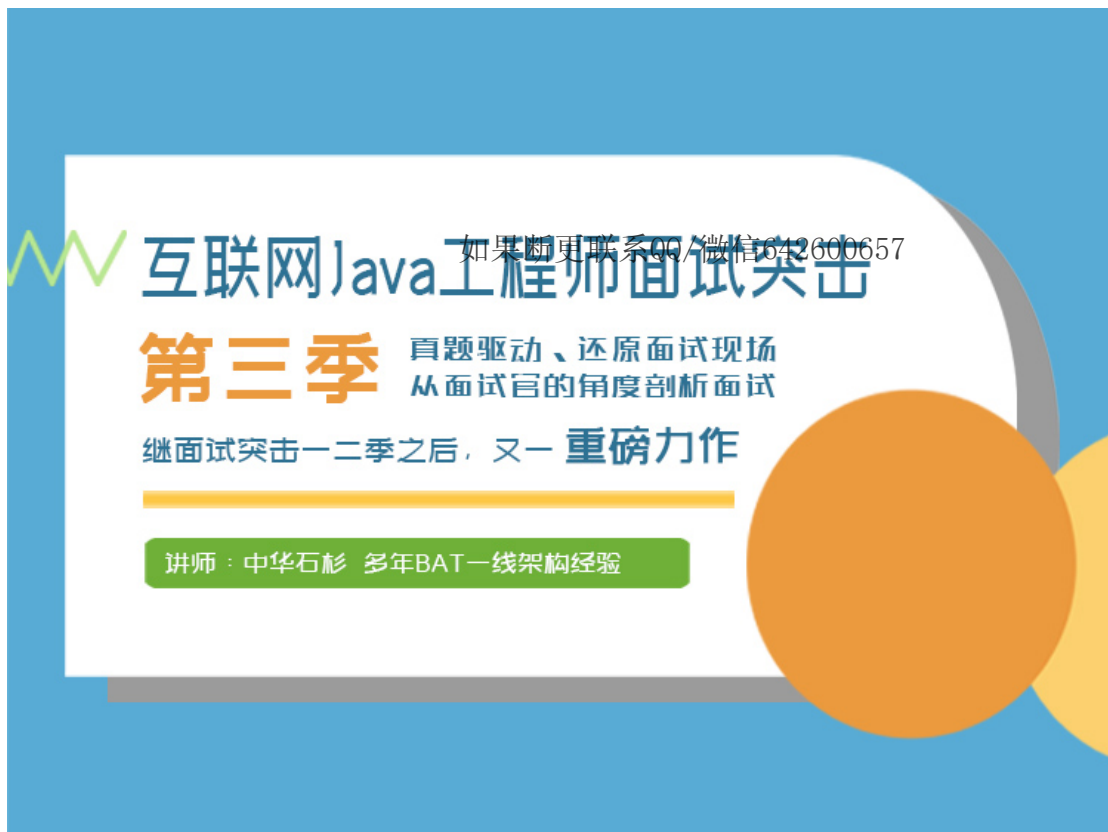 互联网Java工程师面试突击
如果断更联系QQ/微信642600657
第三季
真题驱动、还原面试现场
从面试官的角度剖析面试
继面试突击一二季之后，又一 重磅力作
讲师：中华石杉 多年BAT一线架构经验